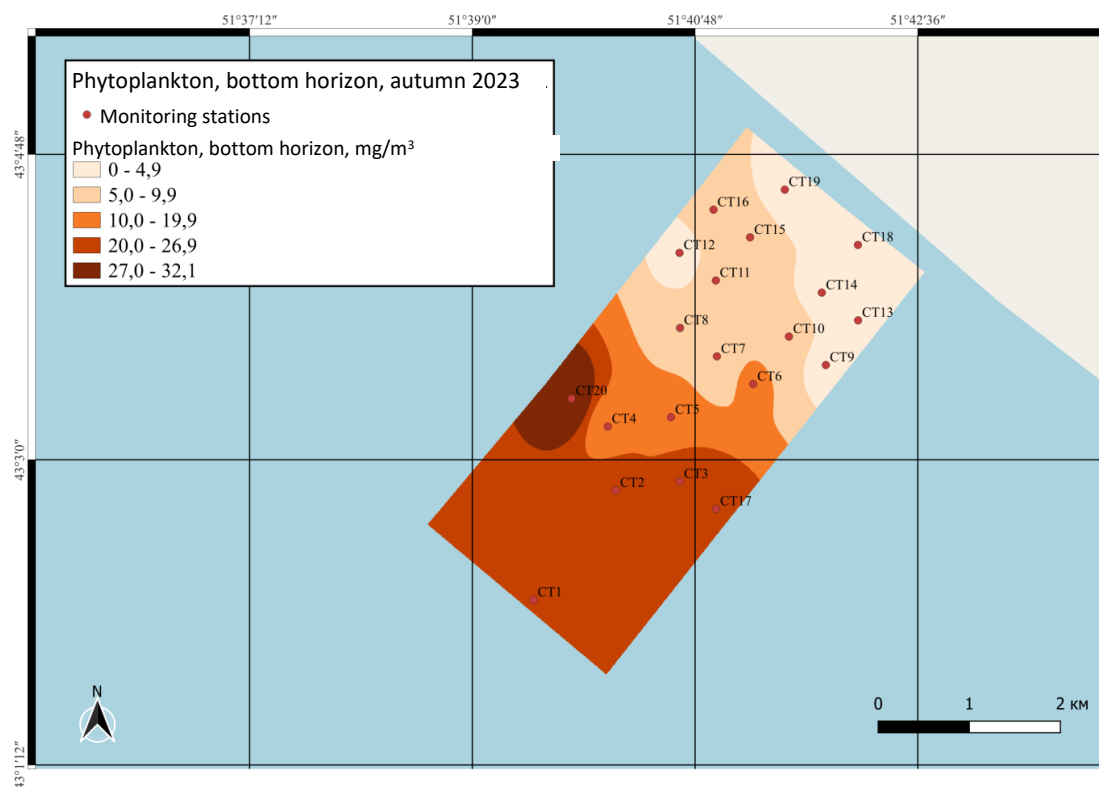 51°37'12" 51°39'0" 51°40'48" 51°42'36"
43°4'48"
43°3'0"
43°1'12"
Phytoplankton, bottom horizon, autumn 2023 .
Monitoring stations
Phytoplankton, bottom horizon, mg/m³
0 - 4,9
5,0 - 9,9
10,0 - 19,9
20,0 - 26,9
27,0 - 32,1
CT19
CT16
CT15
CT18
CT12
CT11
CT14
CT13
CT8
CT10
CT7
CT9
CT6
CT20
CT5
CT4
CT3
CT2
CT17
CT1
N
0 1 2 км